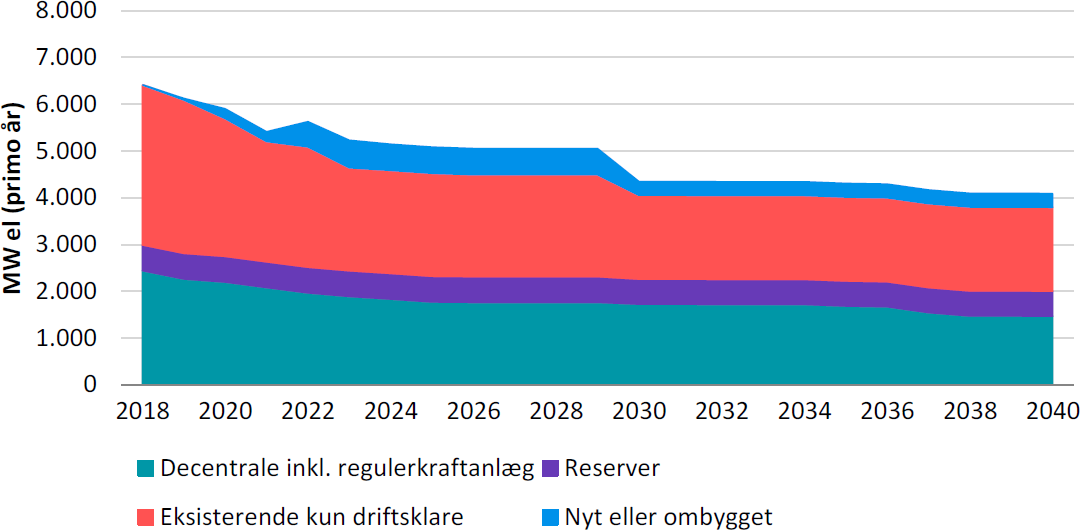 MW el (primo år)
8.000
7.000
6.000
5.000
4.000
3.000
2.000
1.000
0
2018 2020 2022 2024 2026 2028 2030 2032 2034 2036 2038 2040
Decentrale inkl. regulerkraftanlæg Reserver
Eksisterende kun driftsklare Nyt eller ombygget